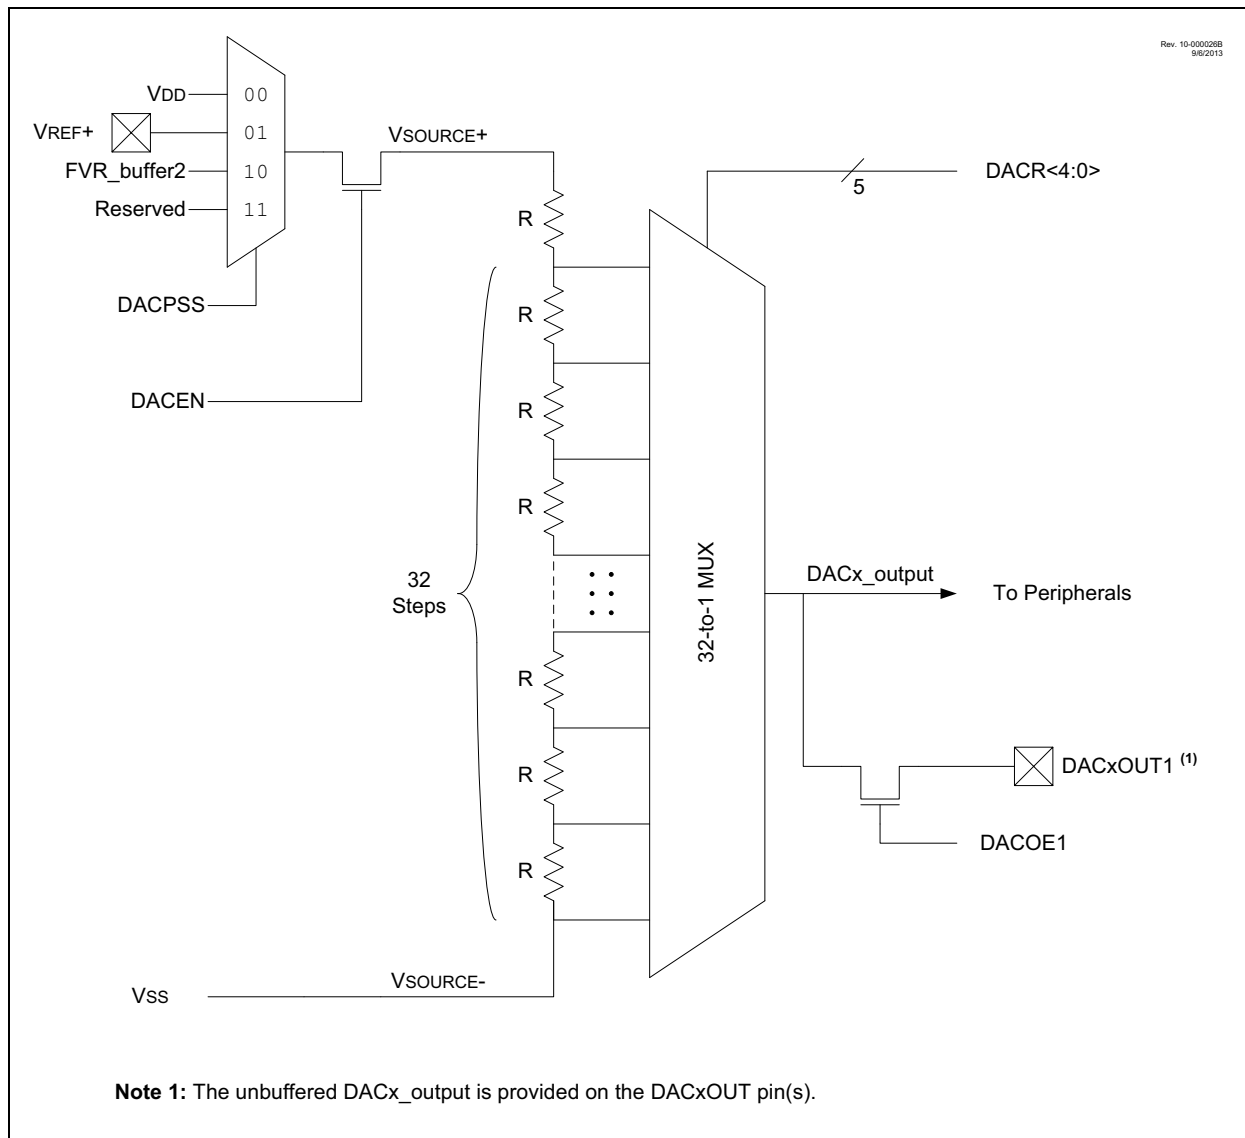 Rev. 10-000026B
9/6/2013
VDD
00
VREF+
01
VSOURCE+
FVR_buffer2
10
DACR<4:0>
5
Reserved
11
R
DACPSS
R
DACEN
R
R
32
Steps
32-to-1 MUX
DACx_output
To Peripherals
R
R
DACxOUT1 (1)
DACOE1
R
VSOURCE-
VSS
Note 1: The unbuffered DACx_output is provided on the DACxOUT pin(s).